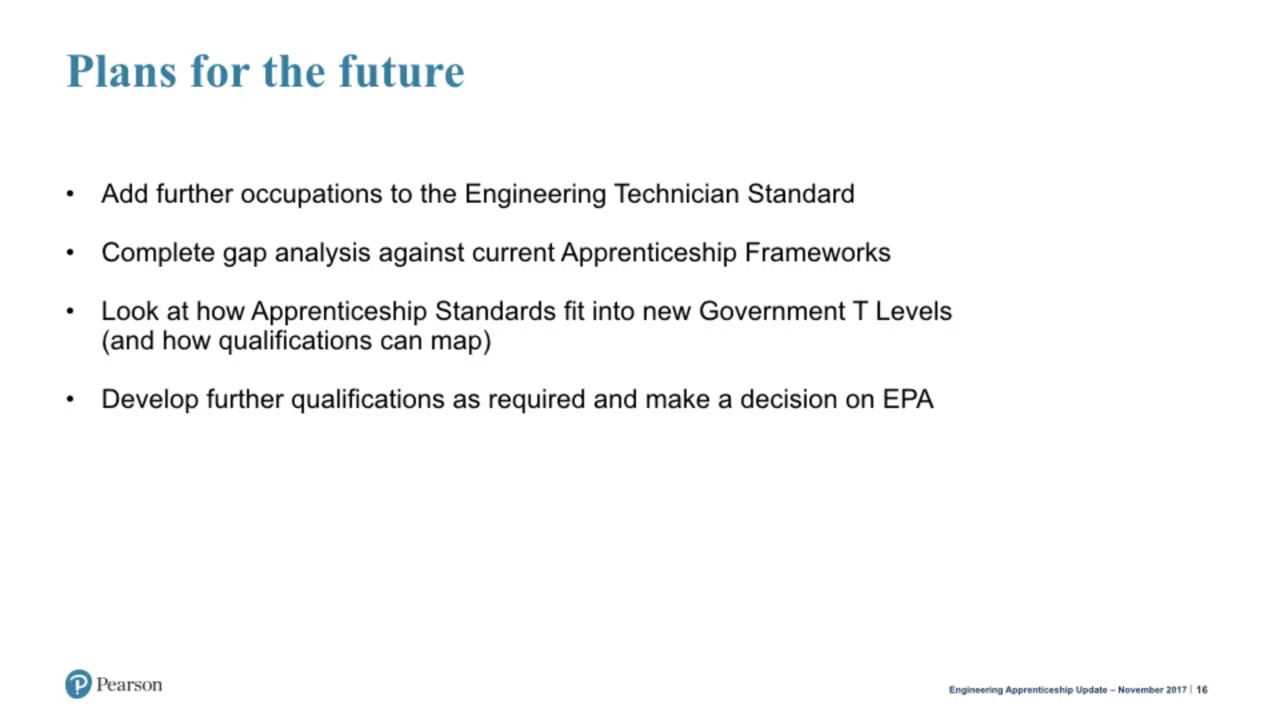 Plans for the future
• Add further occupations to the Engineering Technician Standard
• Complete gap analysis against current Apprenticeship Frameworks
• Look at how Apprenticeship Standards fit into new Government T Levels
(and how qualifications can map)
• Develop further qualifications as required and make a decision on EPA
P Pearson
Engineering Apprenticeship Update – November 2017 | 16